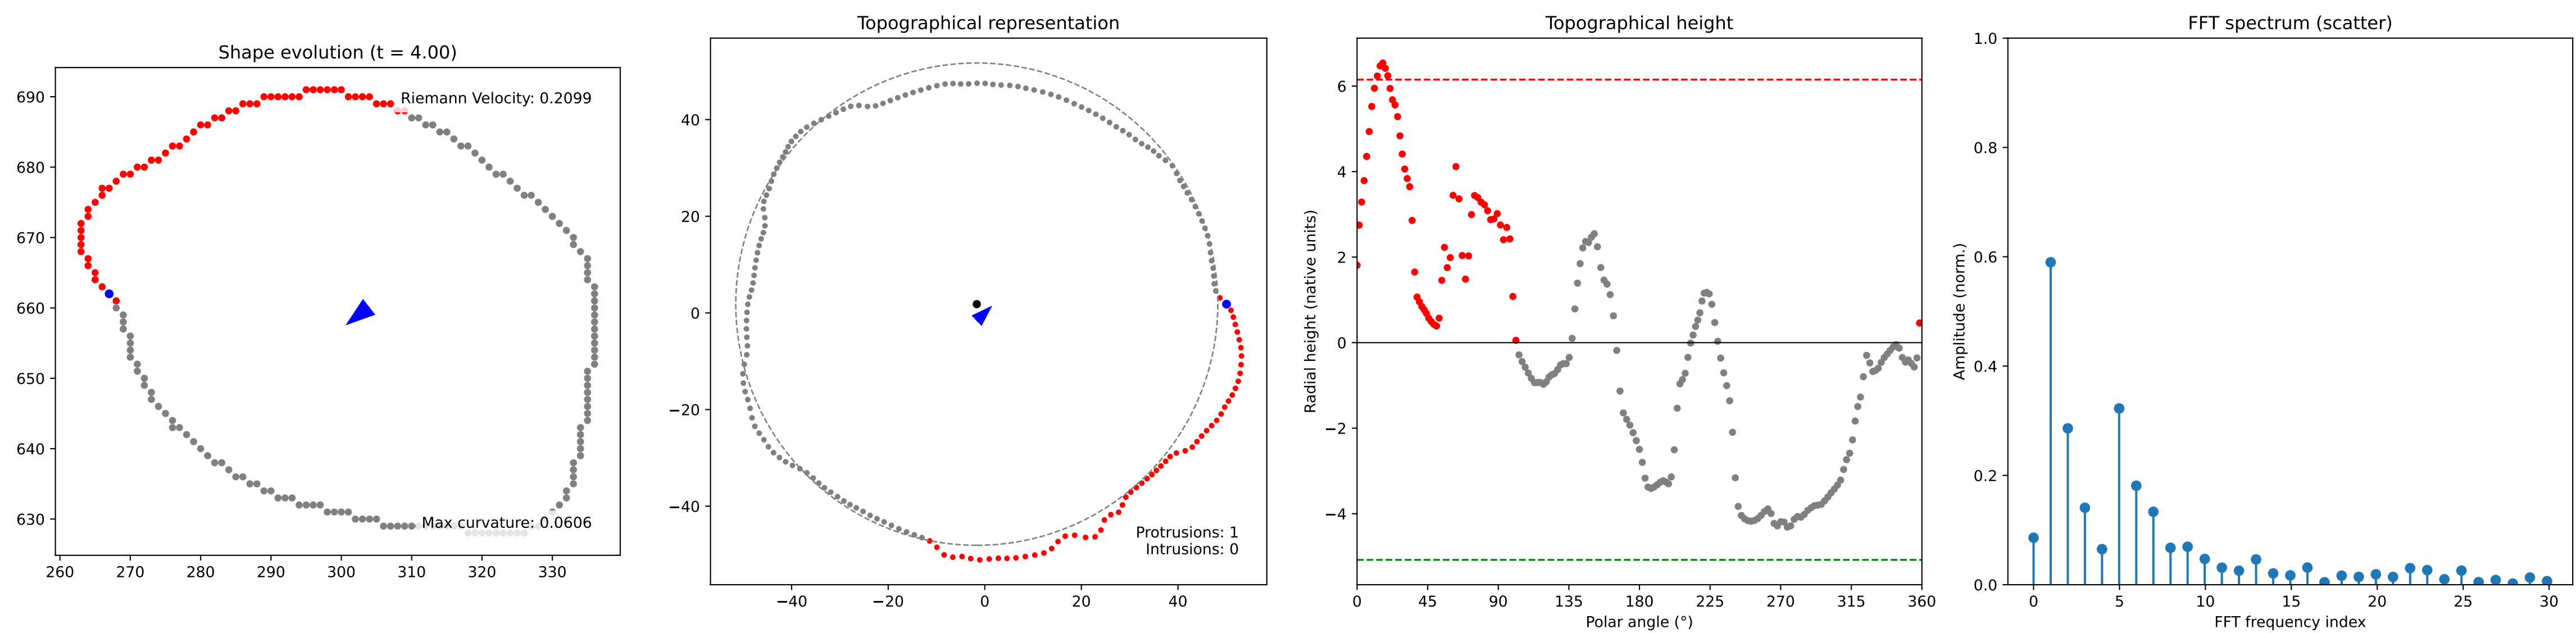 Shape evolution (t = 4.00)
Riemann Velocity: 0.2099
Max curvature: 0.0606
690
680
670
660
650
640
630
260 270 280 290 300 310 320 330
Topographical representation
40
20
0
−20
−40
Protrusions: 1
Intrusions: 0
−40 −20 0 20 40
Topographical height
Radial height (native units)
6
4
2
0
−2
−4
0 45 90 135 180 225 270 315 360
Polar angle (°)
FFT spectrum (scatter)
Amplitude (norm.)
1.0
0.8
0.6
0.4
0.2
0.0
0 5 10 15 20 25 30
FFT frequency index